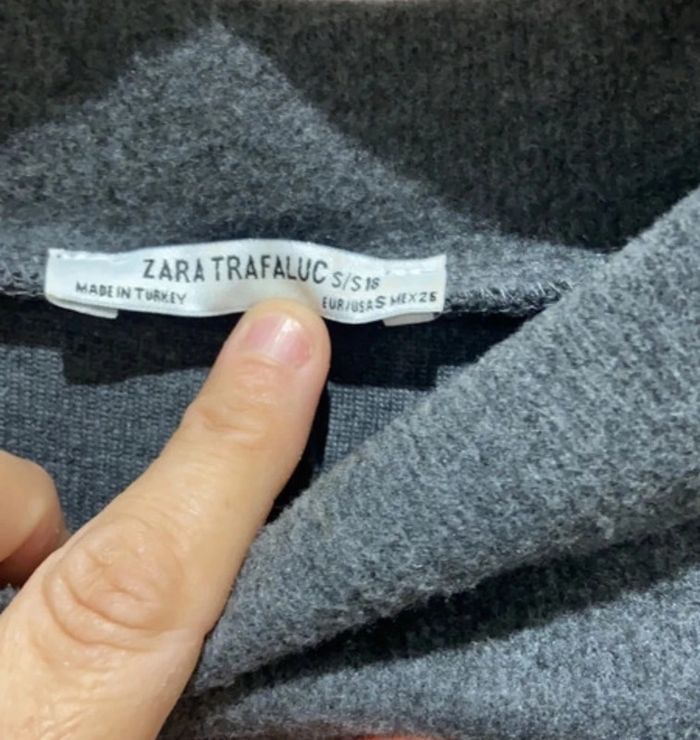 ZARA TRAFALUC S/S 18
MADE IN TURKEY EUR/USA S MEX 26